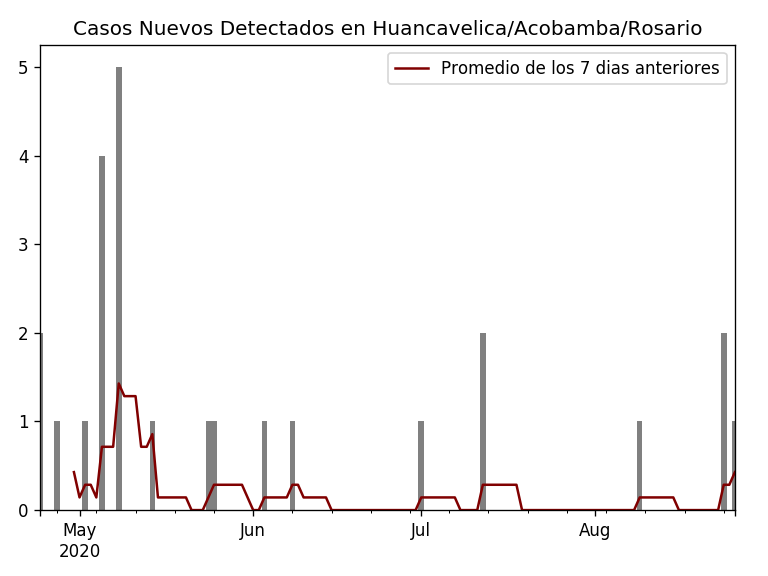 Casos Nuevos Detectados en Huancavelica/Acobamba/Rosario
Promedio de los 7 dias anteriores
5
4
3
2
1
0
May Jun Jul Aug
2020